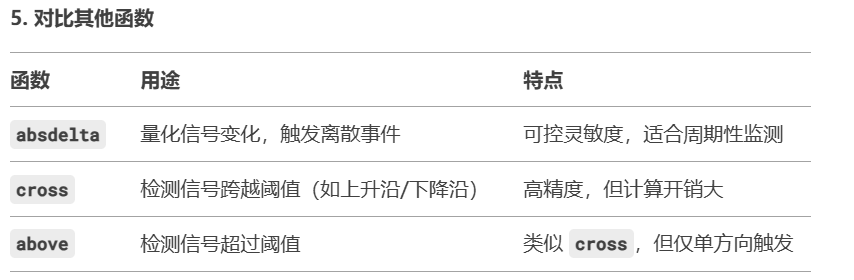 5. 对比其他函数
函数 用途 特点
absdelta 量化信号变化，触发离散事件 可控灵敏度，适合周期性监测
cross 检测信号跨越阈值（如上升沿/下降沿） 高精度，但计算开销大
above 检测信号超过阈值 类似 cross，但仅单方向触发